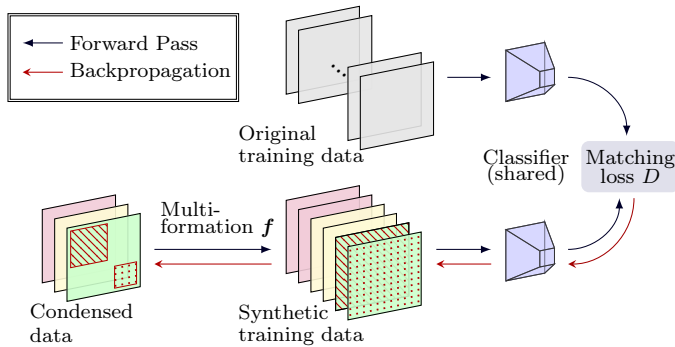 Forward Pass
Backpropagation
Original
training data
Classifier
(shared)
Matching
loss D
Multi-
formation f
Condensed
data
Synthetic
training data